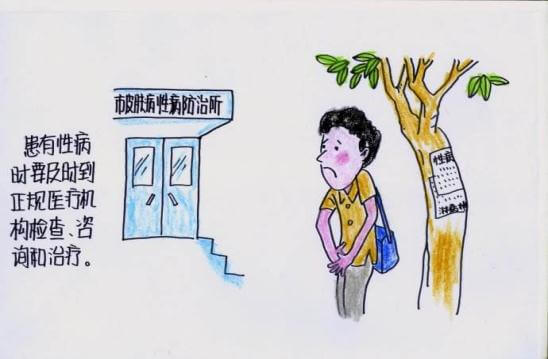 市皮肤病性病防治所
患有性病
时要及时到
正规医疗机
构检查、咨
询和治疗。
性病